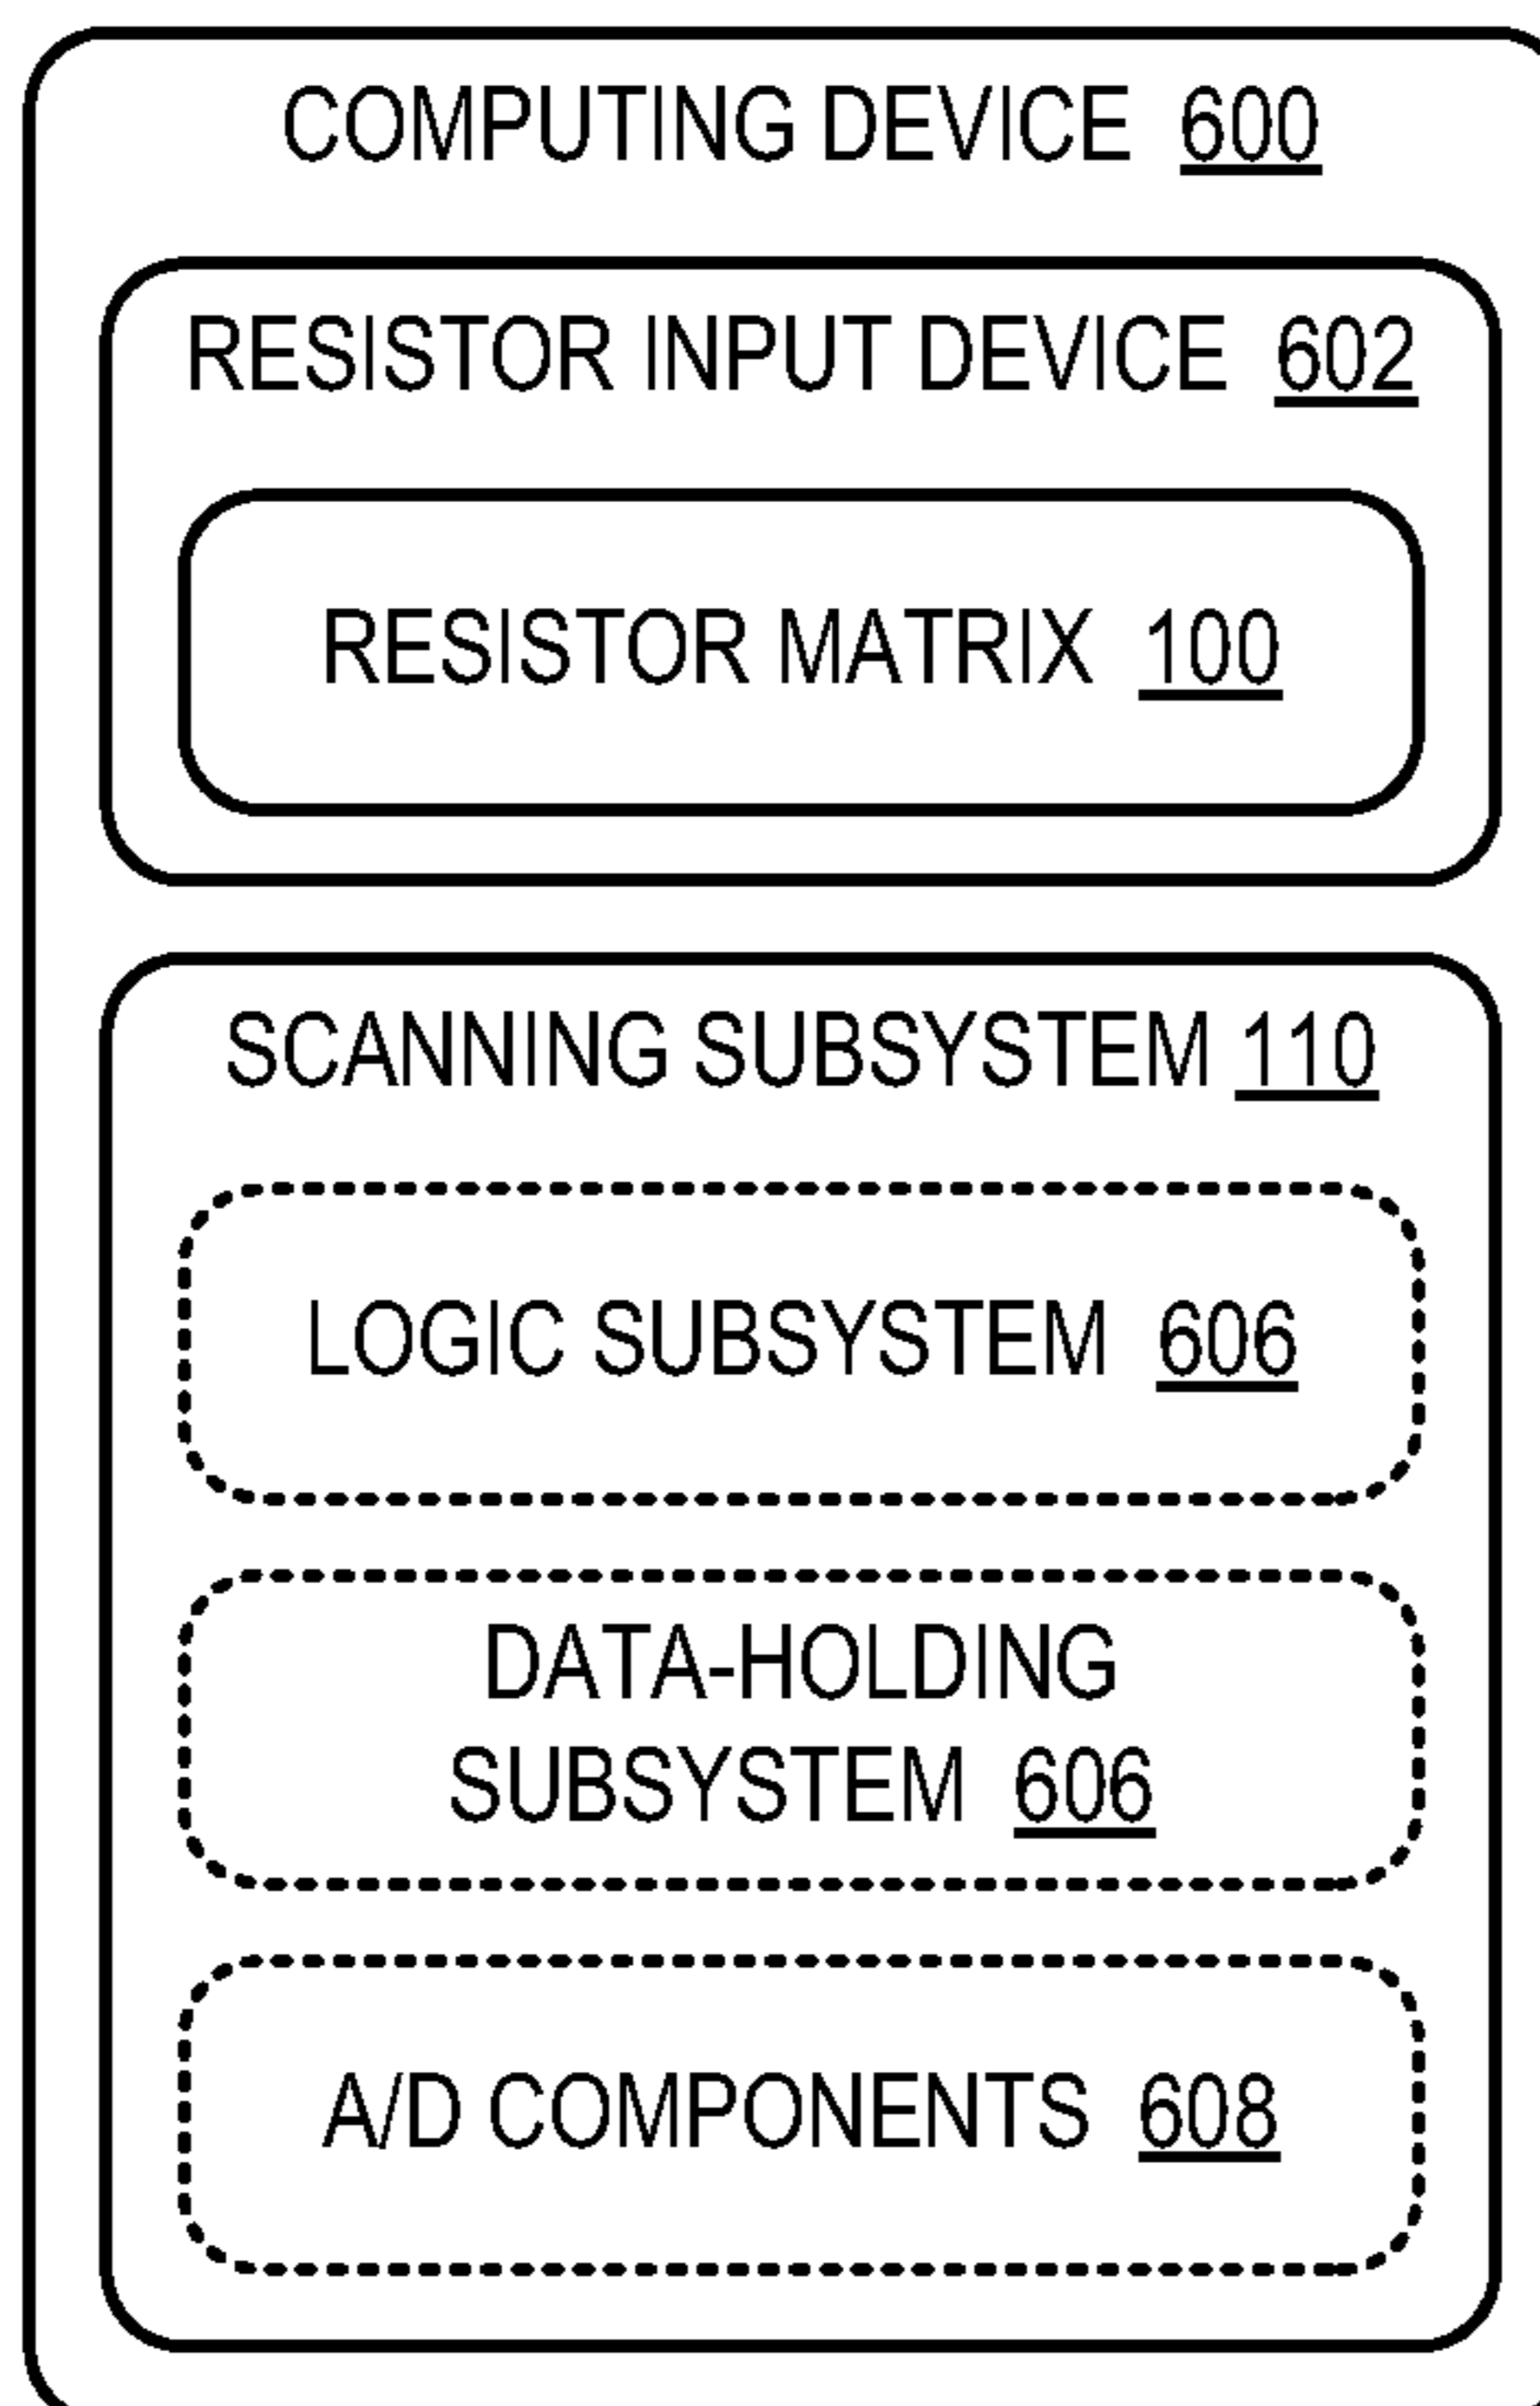 COMPUTING DEVICE 600
RESISTOR INPUT DEVICE 602
RESISTOR MATRIX 100
SCANNING SUBSYSTEM 110
LOGIC SUBSYSTEM 606
DATA-HOLDING
SUBSYSTEM 606
A/D COMPONENTS 608